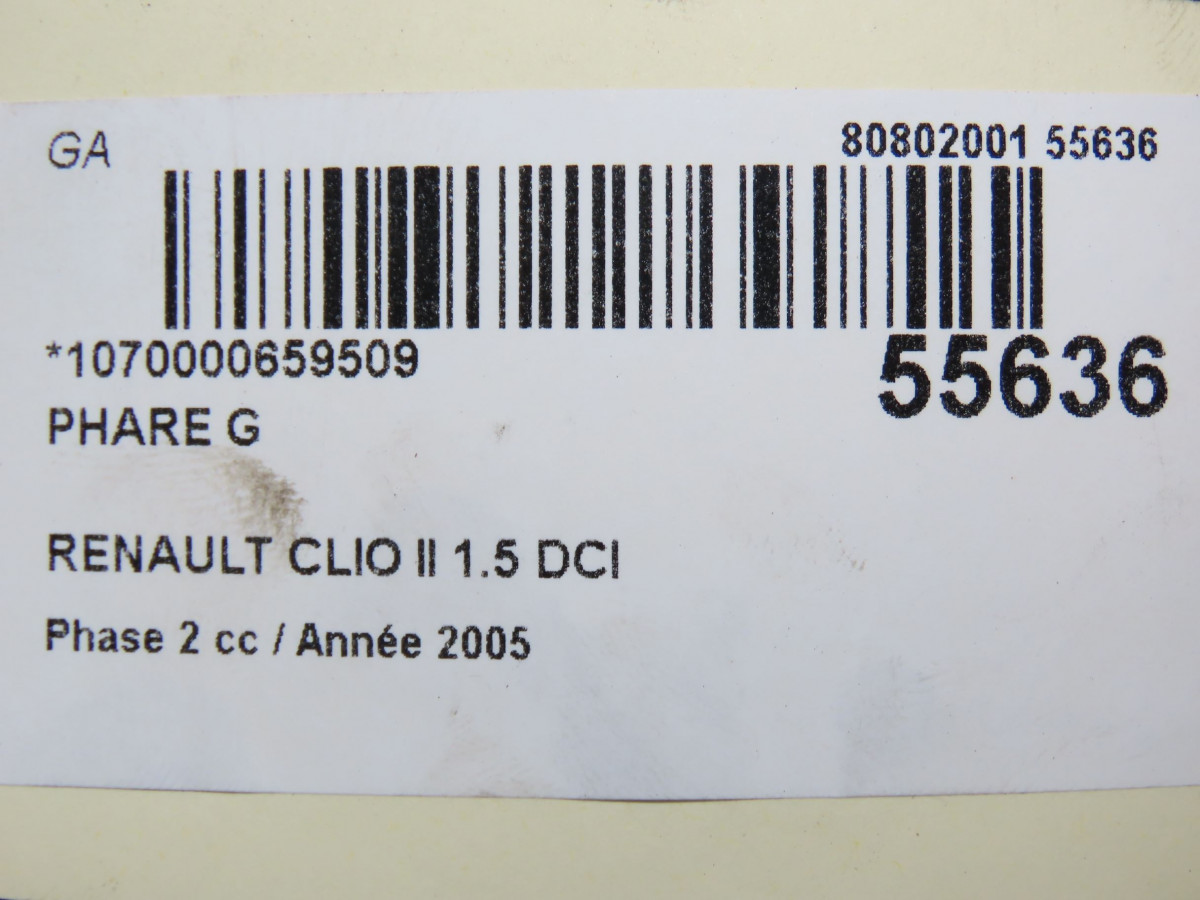 GA
80802001 55636
*1070000659509
55636
PHARE G
RENAULT CLIO II 1.5 DCI
Phase 2 cc / Année 2005